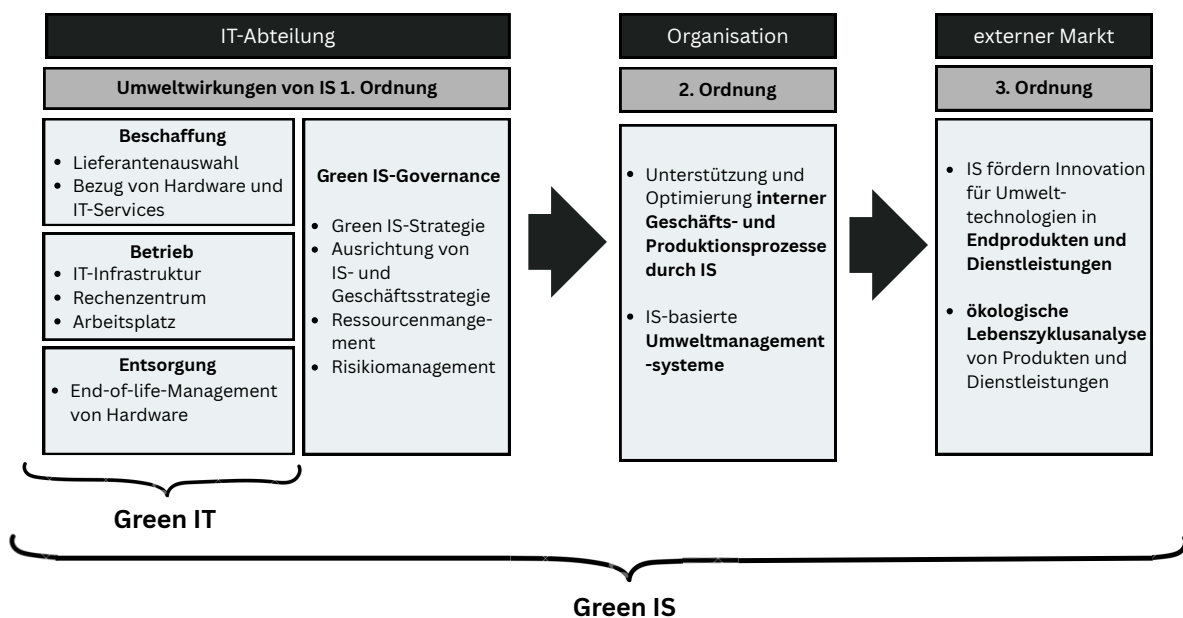 IT-Abteilung
Umweltwirkungen von IS 1. Ordnung
Beschaffung
• Lieferantenauswahl
• Bezug von Hardware und
IT-Services
Betrieb
• IT-Infrastruktur
• Rechenzentrum
• Arbeitsplatz
Entsorgung
• End-of-life-Management
von Hardware
Green IS-Governance
• Green IS-Strategie
• Ausrichtung von
IS- und
Geschäftsstrategie
• Ressourcenmange-
ment
• Risikiomanagement
Organisation
2. Ordnung
• Unterstützung und
Optimierung interner
Geschäfts- und
Produktionsprozesse
durch IS
• IS-basierte
Umweltmanagement
-systeme
externer Markt
3. Ordnung
• IS fördern Innovation
für Umwelt-
technologien in
Endprodukten und
Dienstleistungen
• ökologische
Lebenszyklusanalyse
von Produkten und
Dienstleistungen
Green IT
Green IS